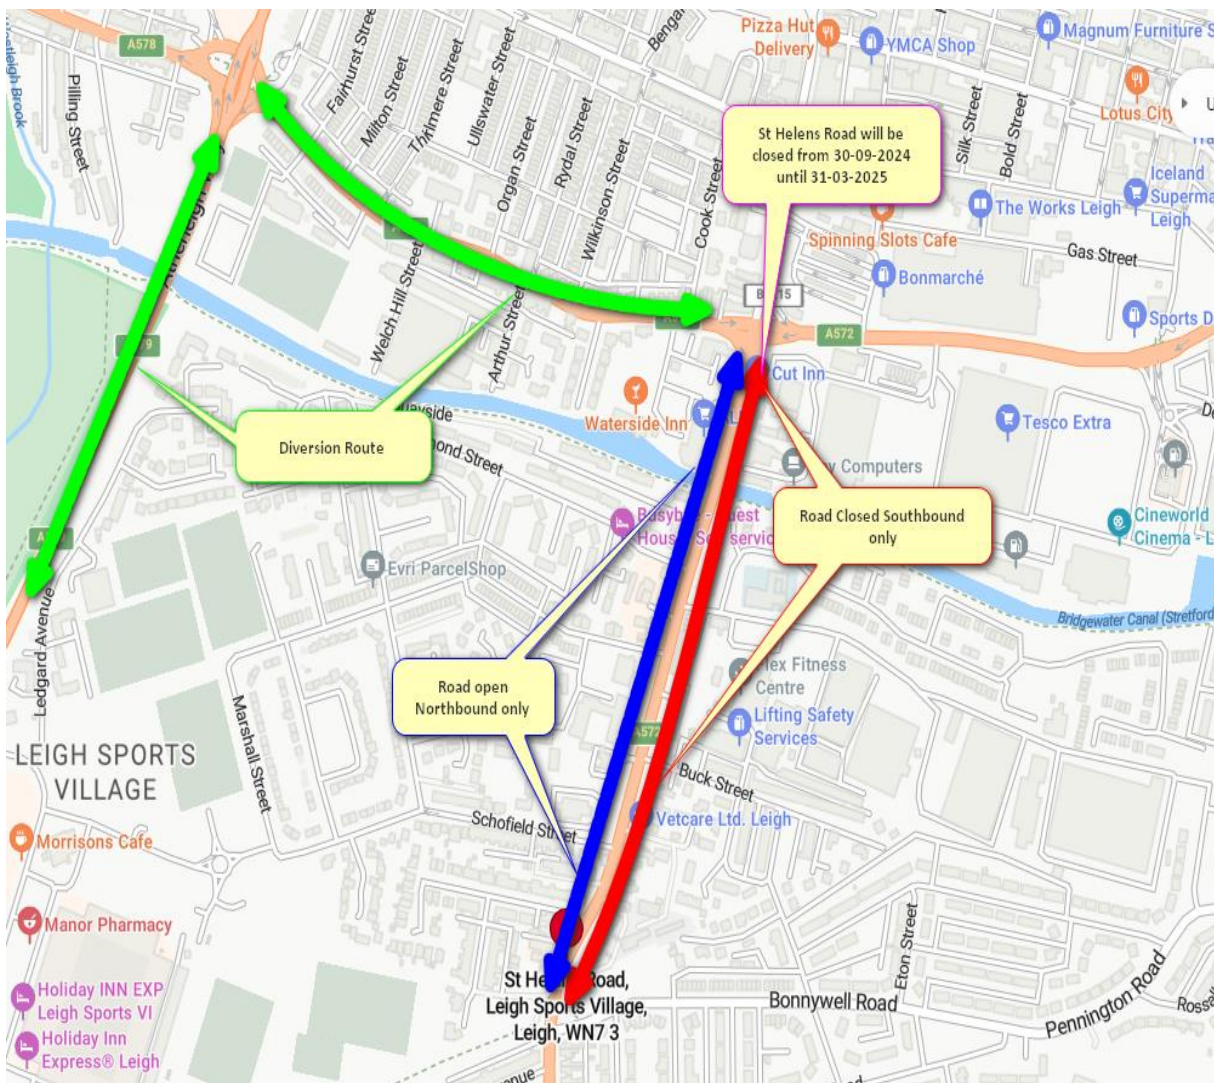 Westleigh Brook
A578
Pilling Street
Fairhurst Street
Milton Street
Thirlmere Street
Ullswater Street
Organ Street
Rydal Street
Wilkinson Street
Cook Street
Pizza Hut
Delivery
YMCA Shop
Magnum Furniture S
Lotus City
U
Silk Street
Bold Street
St Helens Road will be
closed from 30-09-2024
until 31-03-2025
The Works Leigh
Iceland
Superma
Leigh
Spinning Slots Cafe
Gas Street
Bonmarché
Welch Hill Street
Arthur Street
15
A572
Sports D
Cut Inn
Waterside Inn
Tesco Extra
Diversion Route
Computers
Road Closed Southbound
only
Cineworld
Cinema - L
Evri ParcelShop
Bridgewater Canal (Stretford
Ledgard Avenue
Fitness
Centre
Road open
Northbound only
Lifting Safety
Services
Marshall Street
A572
LEIGH SPORTS
VILLAGE
Buck Street
Schofield Street
Vetcare Ltd. Leigh
Morrisons Cafe
Manor Pharmacy
Eton Street
St Helens Road,
Leigh Sports Village,
Leigh, WN7 3
Bonnywell Road
Pennington Road
Holiday INN EXP
Leigh Sports VI
Holiday Inn
Express® Leigh